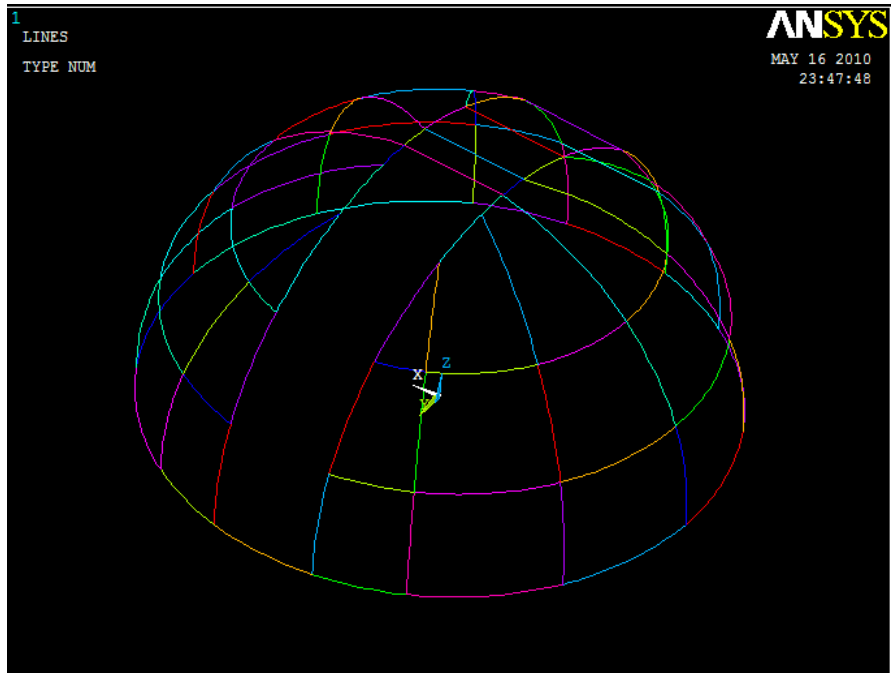 1
LINES
TYPE NUM
ANSYS
MAY 16 2010
23:47:48
X
Z
Y